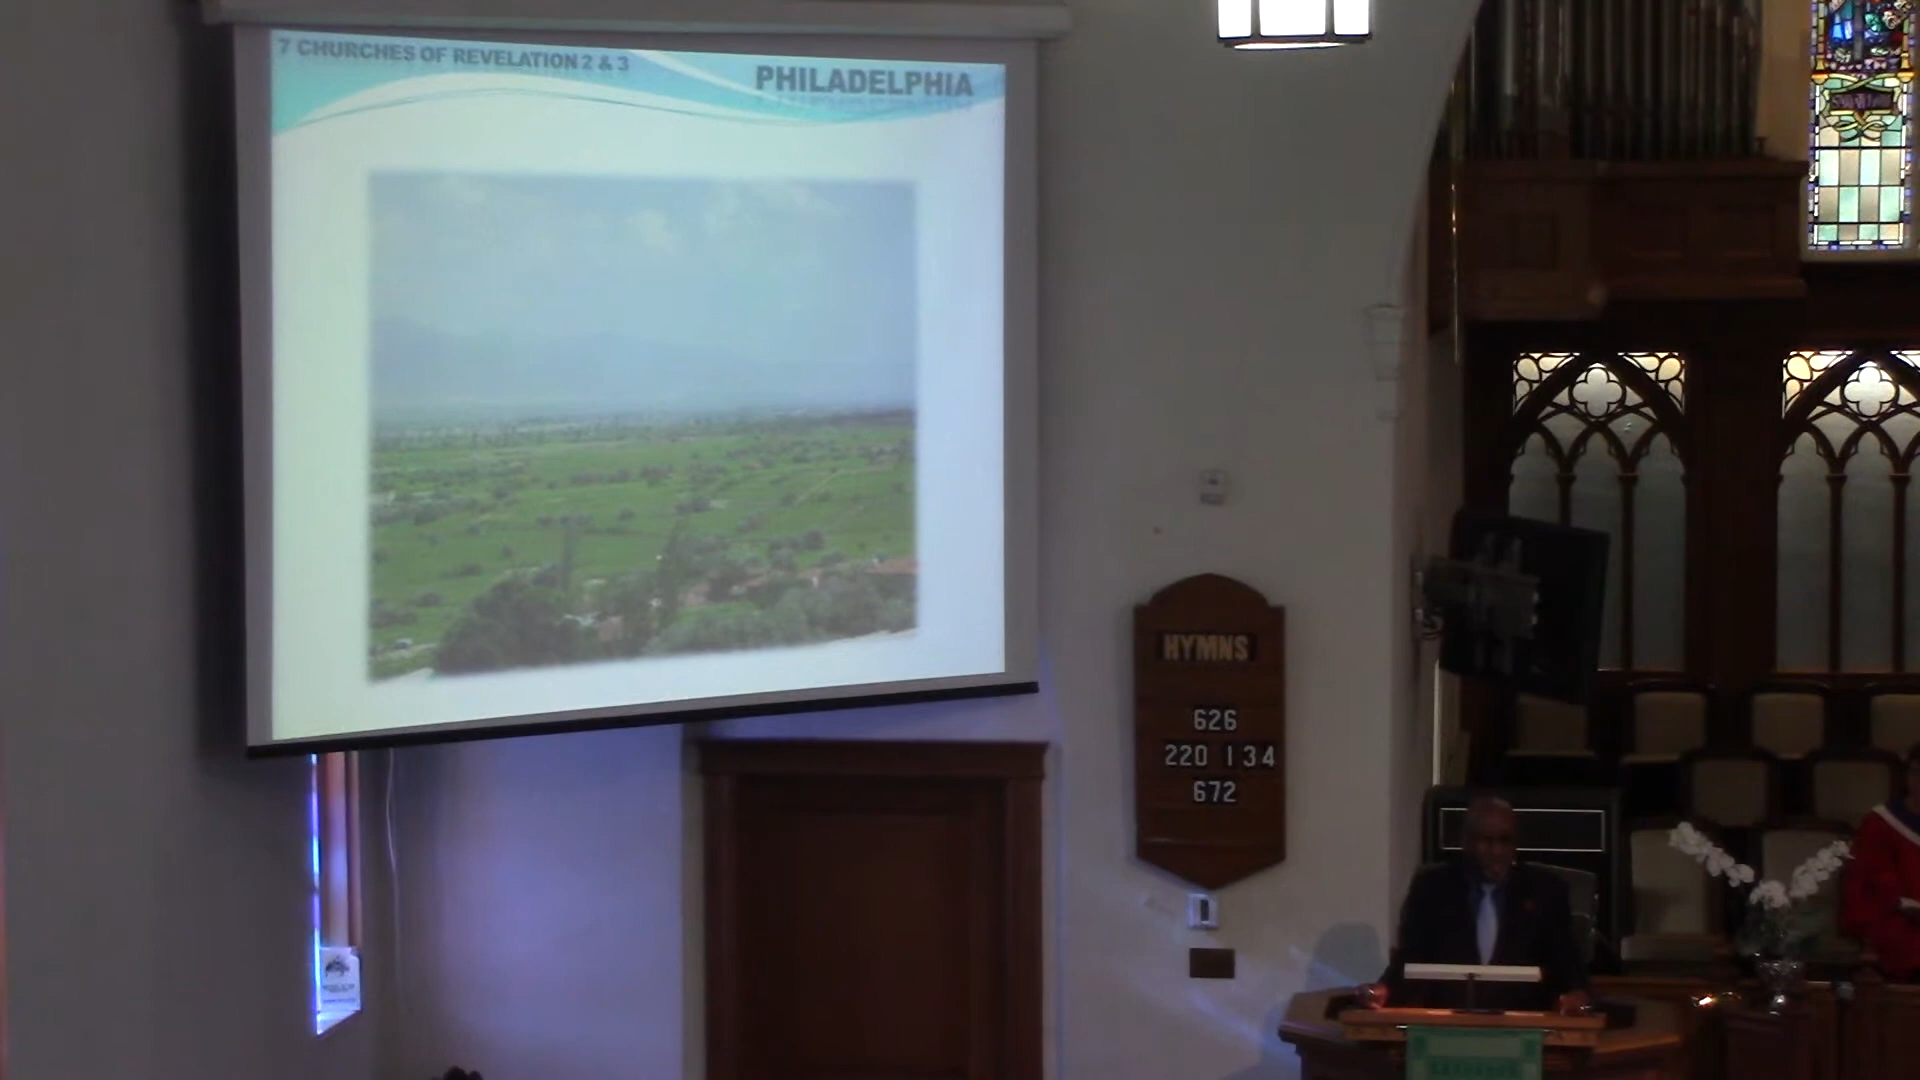 7 CHURCHES OF REVELATION 2 & 3
PHILADELPHIA
HYMNS
626
220 134
672